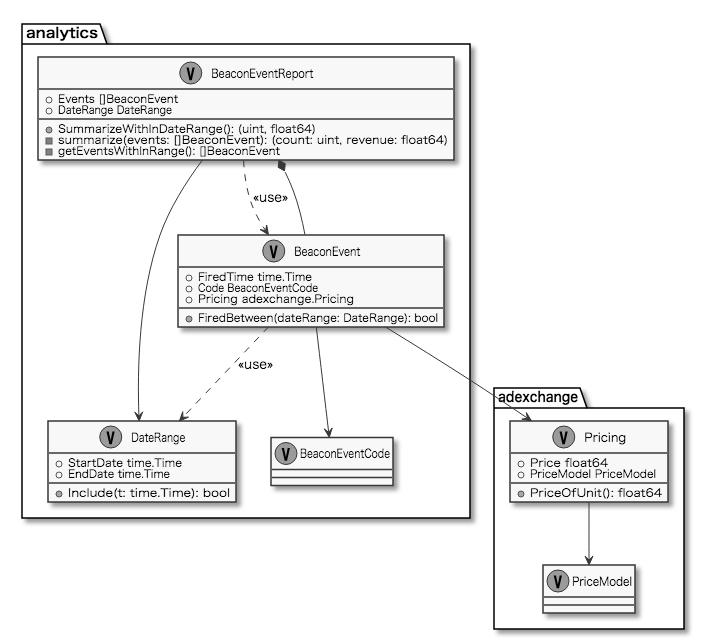 analytics
V BeaconEventReport
Events []BeaconEvent
DateRange DateRange
SummarizeWithInDateRange(): (uint, float64)
summarize(events: []BeaconEvent): (count: uint, revenue: float64)
getEventsWithInRange(): []BeaconEvent
«use»
V BeaconEvent
FiredTime time.Time
Code BeaconEventCode
Pricing adexchange.Pricing
FiredBetween(dateRange: DateRange): bool
«use»
adexchange
V DateRange
StartDate time.Time
EndDate time.Time
Include(t: time.Time): bool
V BeaconEventCode
V Pricing
Price float64
PriceModel PriceModel
PriceOfUnit(): float64
V PriceModel